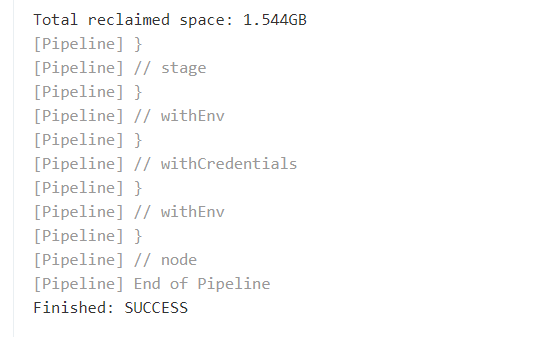 Total reclaimed space: 1.544GB
[Pipeline] }
[Pipeline] // stage
[Pipeline] }
[Pipeline] // withEnv
[Pipeline] }
[Pipeline] // withCredentials
[Pipeline] }
[Pipeline] // withEnv
[Pipeline] }
[Pipeline] // node
[Pipeline] End of Pipeline
Finished: SUCCESS